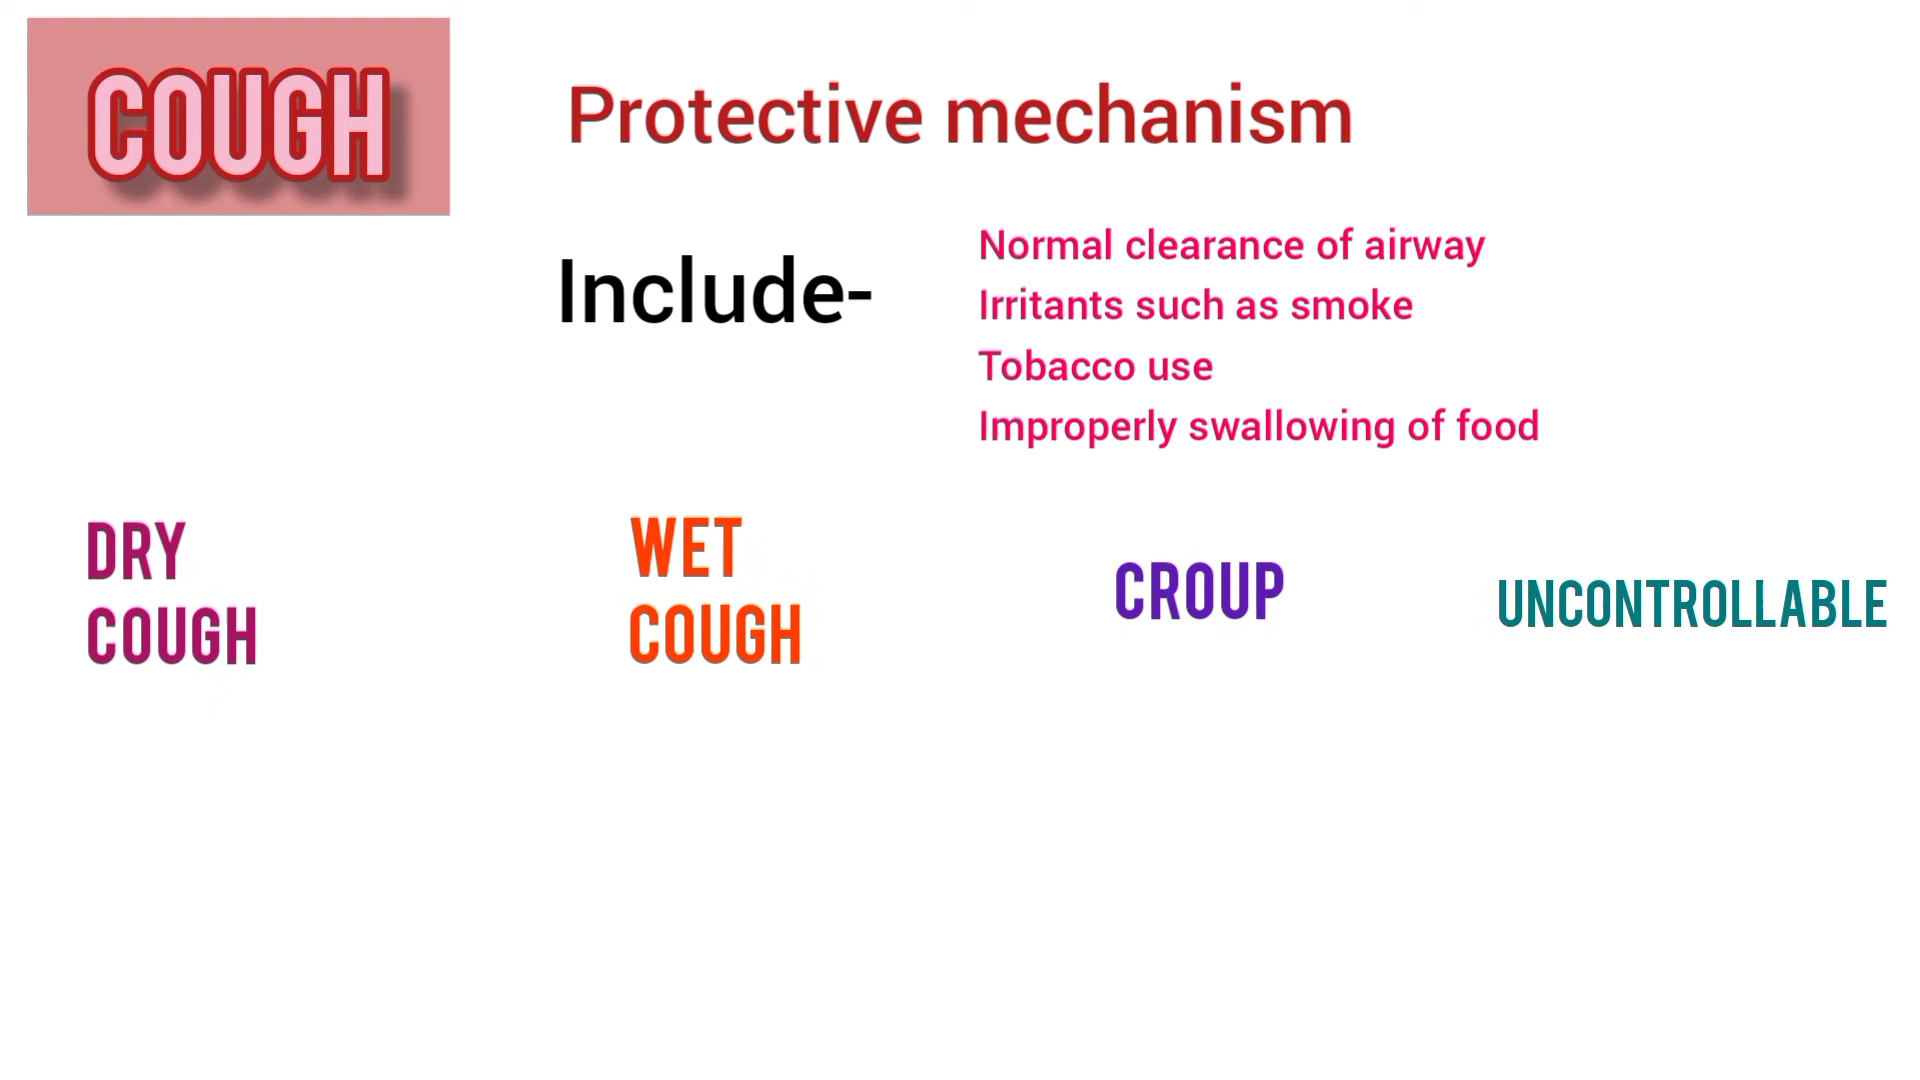 COUGH
Protective mechanism
Include-
Normal clearance of airway
Irritants such as smoke
Tobacco use
Improperly swallowing of food
DRY
COUGH
WET
COUGH
CROUP
UNCONTROLLABLE